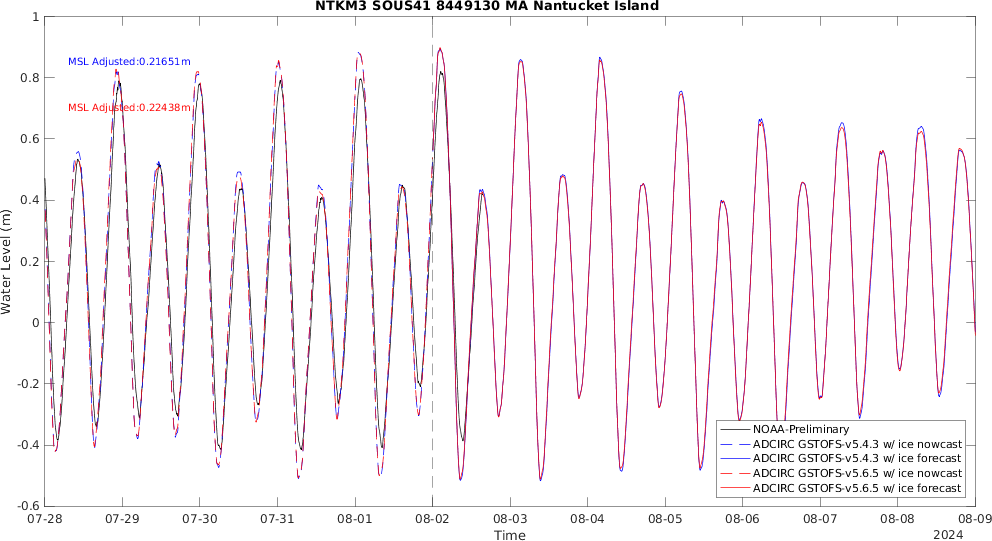 NTKM3 SOUS41 8449130 MA Nantucket Island
1
0.8
0.6
0.4
0.2
0
-0.2
-0.4
-0.6
Water Level (m)
MSL Adjusted:0.21651m
MSL Adjusted:0.22438m
NOAA-Preliminary
ADCIRC GSTOFS-v5.4.3 w/ ice nowcast
ADCIRC GSTOFS-v5.4.3 w/ ice forecast
ADCIRC GSTOFS-v5.6.5 w/ ice nowcast
ADCIRC GSTOFS-v5.6.5 w/ ice forecast
07-28 07-29 07-30 07-31 08-01 08-02 08-03 08-04 08-05 08-06 08-07 08-08 08-09
Time
2024